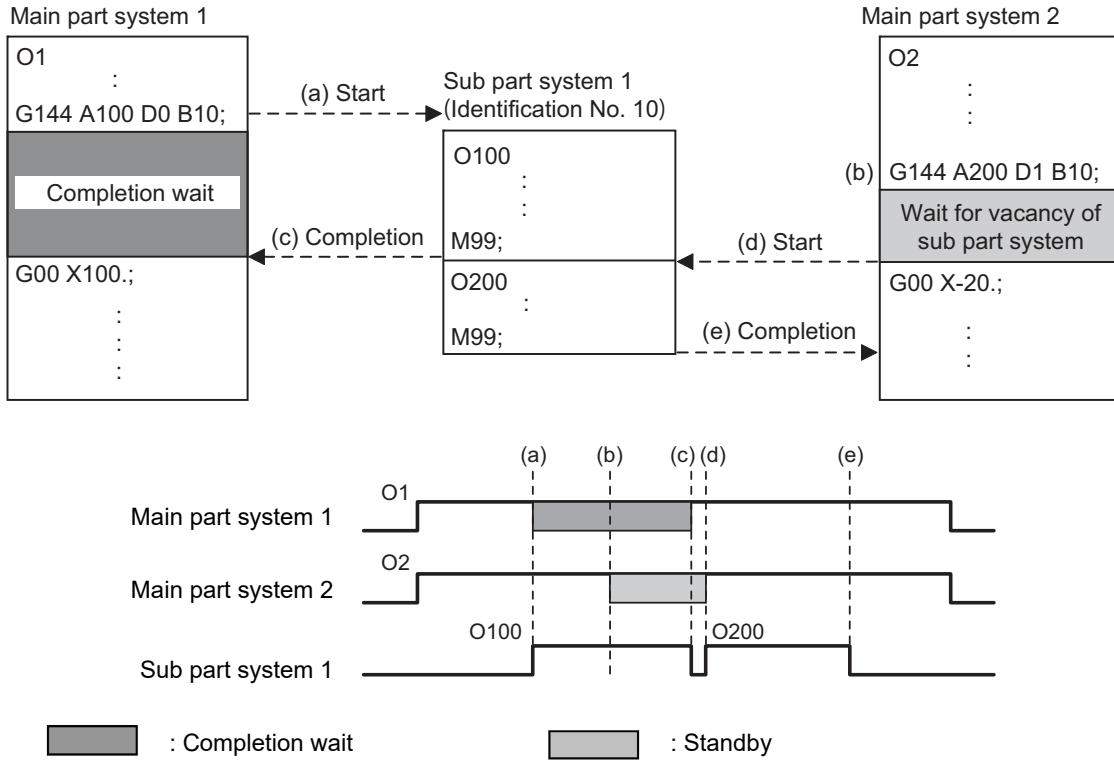 Main part system 1
O1
:
G144 A100 D0 B10;
Completion wait
G00 X100.;
:
:
:
(a) Start
(c) Completion
Sub part system 1
(Identification No. 10)
O100
:
:
M99;
O200
:
M99;
(d) Start
(e) Completion
Main part system 2
O2
:
:
(b) G144 A200 D1 B10;
Wait for vacancy of
sub part system
G00 X-20.;
:
:
(a) (b) (c) (d) (e)
O1
Main part system 1
O2
Main part system 2
O100 O200
Sub part system 1
: Completion wait : Standby